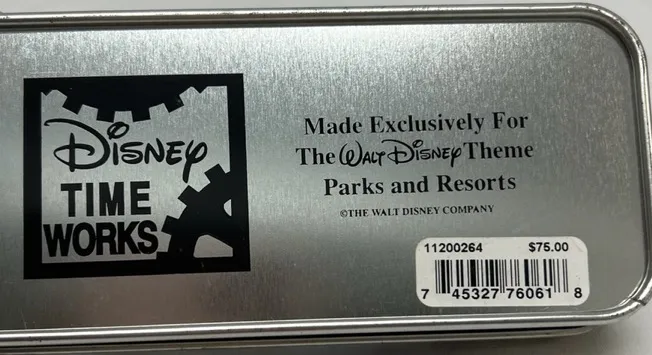 Disney
TIME
WORKS
Made Exclusively For
The Walt Disney Theme
Parks and Resorts
©THE WALT DISNEY COMPANY
11200264 $75.00
7 45327 76061 8